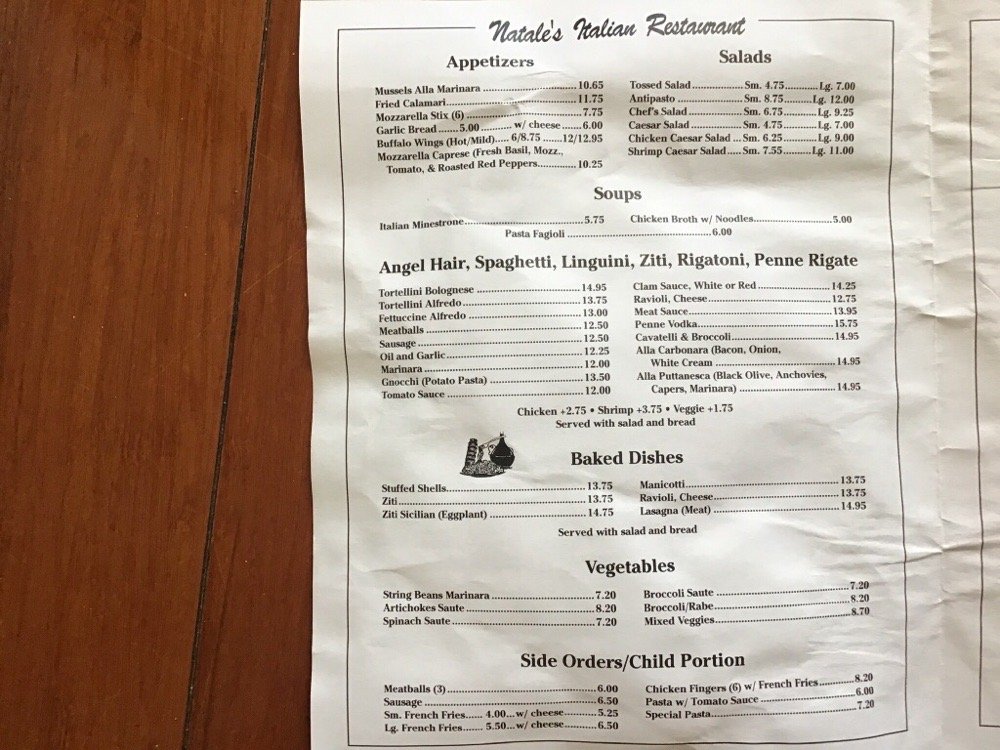 Natale's Italian Restaurant
Appetizers
Mussels Alla Marinara ........ 10.65
Fried Calamari ........ 11.75
Mozzarella Stix (6) ........ 7.75
Garlic Bread ...... 5.00 ........ w/ cheese ...... 6.00
Buffalo Wings (Hot/Mild) ..... 6/8.75 ...... 12/12.95
Mozzarella Caprese (Fresh Basil, Mozz.,
Tomato, & Roasted Red Peppers ........ 10.25
Salads
Tossed Salad ........ Sm. 4.75 ........ Lg. 7.00
Antipasto ........ Sm. 8.75 ........ Lg. 12.00
Chef's Salad ........ Sm. 6.75 ........ Lg. 9.25
Caesar Salad ........ Sm. 4.75 ........ Lg. 7.00
Chicken Caesar Salad ... Sm. 6.25 ........ Lg. 9.00
Shrimp Caesar Salad ..... Sm. 7.55 ........ Lg. 11.00
Soups
Italian Minestrone ........ 5.75
Chicken Broth w/ Noodles ........ 5.00
Pasta Fagioli ........ 6.00
Angel Hair, Spaghetti, Linguini, Ziti, Rigatoni, Penne Rigate
Tortellini Bolognese ........ 14.95
Tortellini Alfredo ........ 13.75
Fettuccine Alfredo ........ 13.00
Meatballs ........ 12.50
Sausage ........ 12.50
Oil and Garlic ........ 12.25
Marinara ........ 12.00
Gnocchi (Potato Pasta) ........ 13.50
Tomato Sauce ........ 12.00
Clam Sauce, White or Red ........ 14.25
Ravioli, Cheese ........ 12.75
Meat Sauce ........ 13.95
Penne Vodka ........ 15.75
Cavatelli & Broccoli ........ 14.95
Alla Carbonara (Bacon, Onion,
White Cream ........ 14.95
Alla Puttanesca (Black Olive, Anchovies,
Capers, Marinara) ........ 14.95
Chicken +2.75 • Shrimp +3.75 • Veggie +1.75
Served with salad and bread
Baked Dishes
Stuffed Shells ........ 13.75
Ziti ........ 13.75
Ziti Sicilian (Eggplant) ........ 14.75
Manicotti ........ 13.75
Ravioli, Cheese ........ 13.75
Lasagna (Meat) ........ 14.95
Served with salad and bread
Vegetables
String Beans Marinara ........ 7.20
Artichokes Saute ........ 8.20
Spinach Saute ........ 7.20
Broccoli Saute ........ 7.20
Broccoli/Rabe ........ 8.20
Mixed Veggies ........ 8.70
Side Orders/Child Portion
Meatballs (3) ........ 6.00
Sausage ........ 6.50
Sm. French Fries ...... 4.00 ... w/ cheese ........ 5.25
Lg. French Fries ...... 5.50 ... w/ cheese ........ 6.50
Chicken Fingers (6) w/ French Fries ........ 8.20
Pasta w/ Tomato Sauce ........ 6.00
Special Pasta ........ 7.20